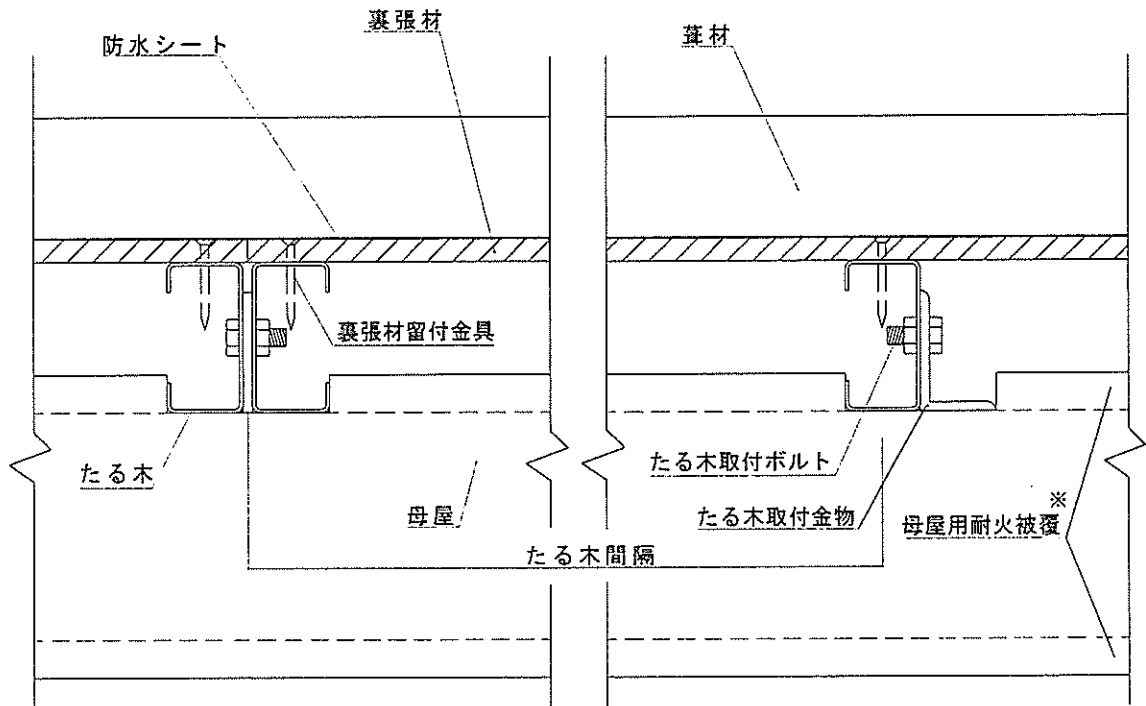 裏張材
防水シート
葺材
裏張材留付金具
たる木
母屋
たる木取付ボルト
たる木取付金物
※
母屋用耐火被覆
たる木間隔